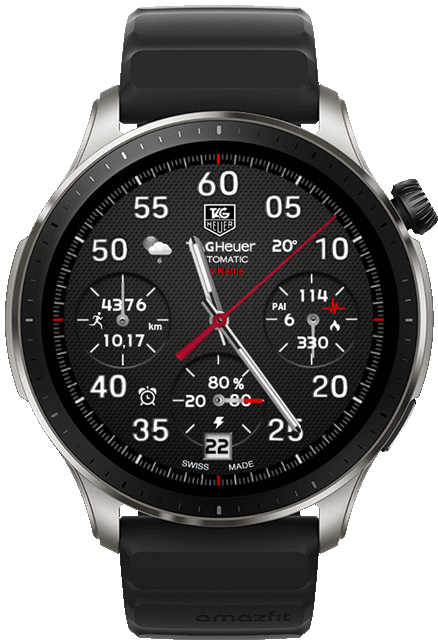 60
55 05
TAG
HEUER
50 GHeuer 20° 10
TOMATIC
4376 PAI 114
km 6
10,17 330
40 80% 20
-20
35 25
22
SWISS MADE
amazfit